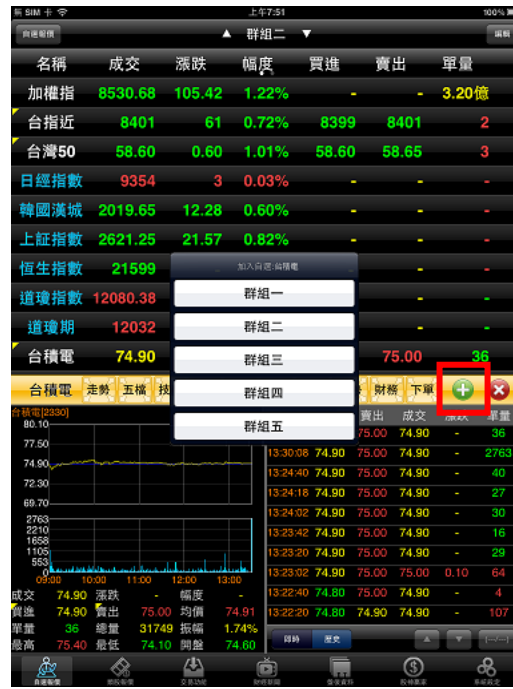 SIM 卡 上午7:51 100%
自選報價 ▲ 群組二 ▼ 編輯
名稱 成交 漲跌 幅度 買進 賣出 單量
加權指 8530.68 105.42 1.22% - - 3.20億
台指近 8401 61 0.72% 8399 8401 2
台灣50 58.60 0.60 1.01% 58.60 58.65 3
日經指數 9354 3 0.03% - - -
韓國漢城 2019.65 12.28 0.60% - - -
上証指數 2621.25 21.57 0.82% - - -
恆生指數 21599 - -
加入自選:台積電
群組一
群組二
群組三
群組四
群組五
道瓊指數 12080.38 - -
道瓊期 12032 - -
台積電 74.90 75.00 36
台積電 走勢 五檔 財務 下單
台積電[2330]
80.10
77.50
74.90
72.30
69.70
2763
2210
1658
1105
553
0
09:00 10:00 11:00 12:00 13:00
賣出 成交 漲跌 單量
75.00 74.90 - 36
13:30:08 74.90 75.00 74.90 - 2763
13:24:40 74.90 75.00 74.90 - 40
13:24:18 74.90 75.00 74.90 - 27
13:24:02 74.90 75.00 74.90 - 30
13:23:42 74.90 75.00 74.90 - 16
13:23:20 74.90 75.00 74.90 - 29
13:23:02 74.90 75.00 75.00 0.10 64
13:22:40 74.80 75.00 74.90 - 4
13:22:20 74.80 74.90 74.90 - 107
成交 74.90 漲跌 - 幅度 -
買進 74.90 賣出 75.00 均價 74.91
單量 36 總量 31749 振幅 1.74%
最高 75.40 最低 74.10 開盤 74.60
即時 歷史 (--/--)
自選報價 類股報價 交易功能 財經新聞 系統設定